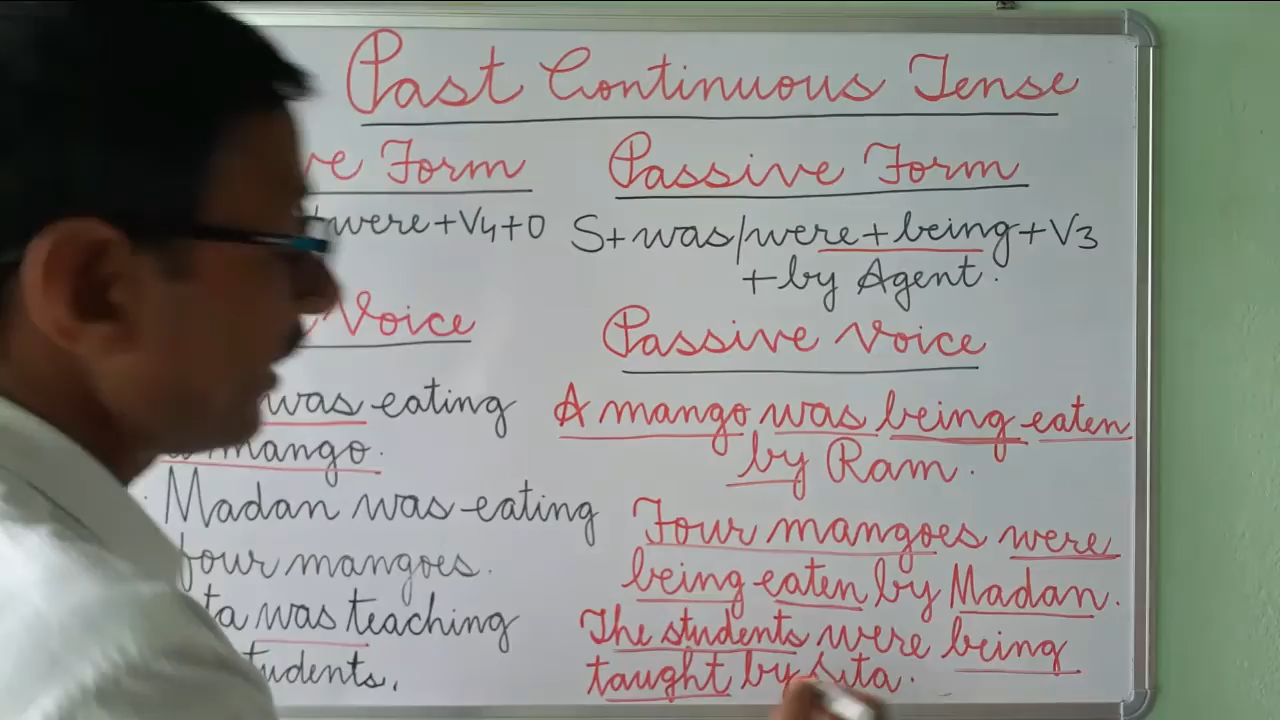 Past Continuous Tense
Form Passive Form
were+V4+O S+was/were+being+V3
+by Agent.
Voice Passive Voice
was eating A mango was being eaten
mango. by Ram.
Madan was eating Four mangoes were
four mangoes. being eaten by Madan.
was teaching The students were being
taught by Sita.